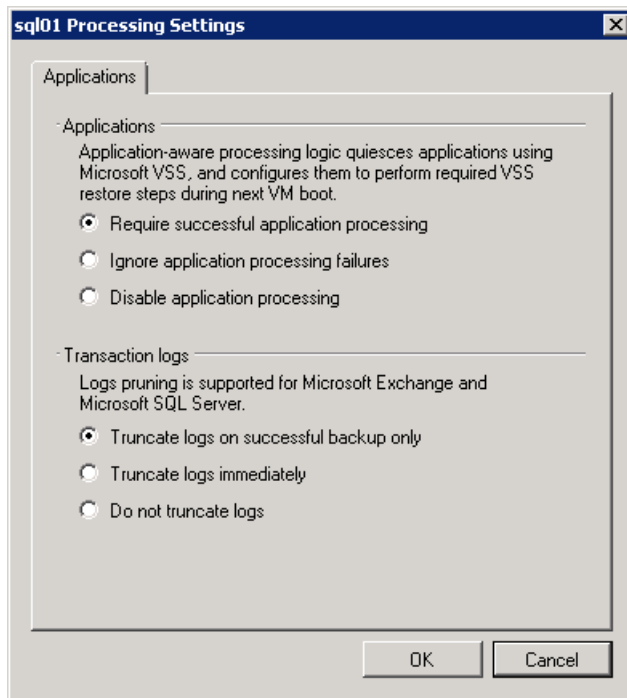 sql01 Processing Settings
Applications
Applications
Application-aware processing logic quiesces applications using
Microsoft VSS, and configures them to perform required VSS
restore steps during next VM boot.
Require successful application processing
Ignore application processing failures
Disable application processing
Transaction logs
Logs pruning is supported for Microsoft Exchange and
Microsoft SQL Server.
Truncate logs on successful backup only
Truncate logs immediately
Do not truncate logs
OK Cancel